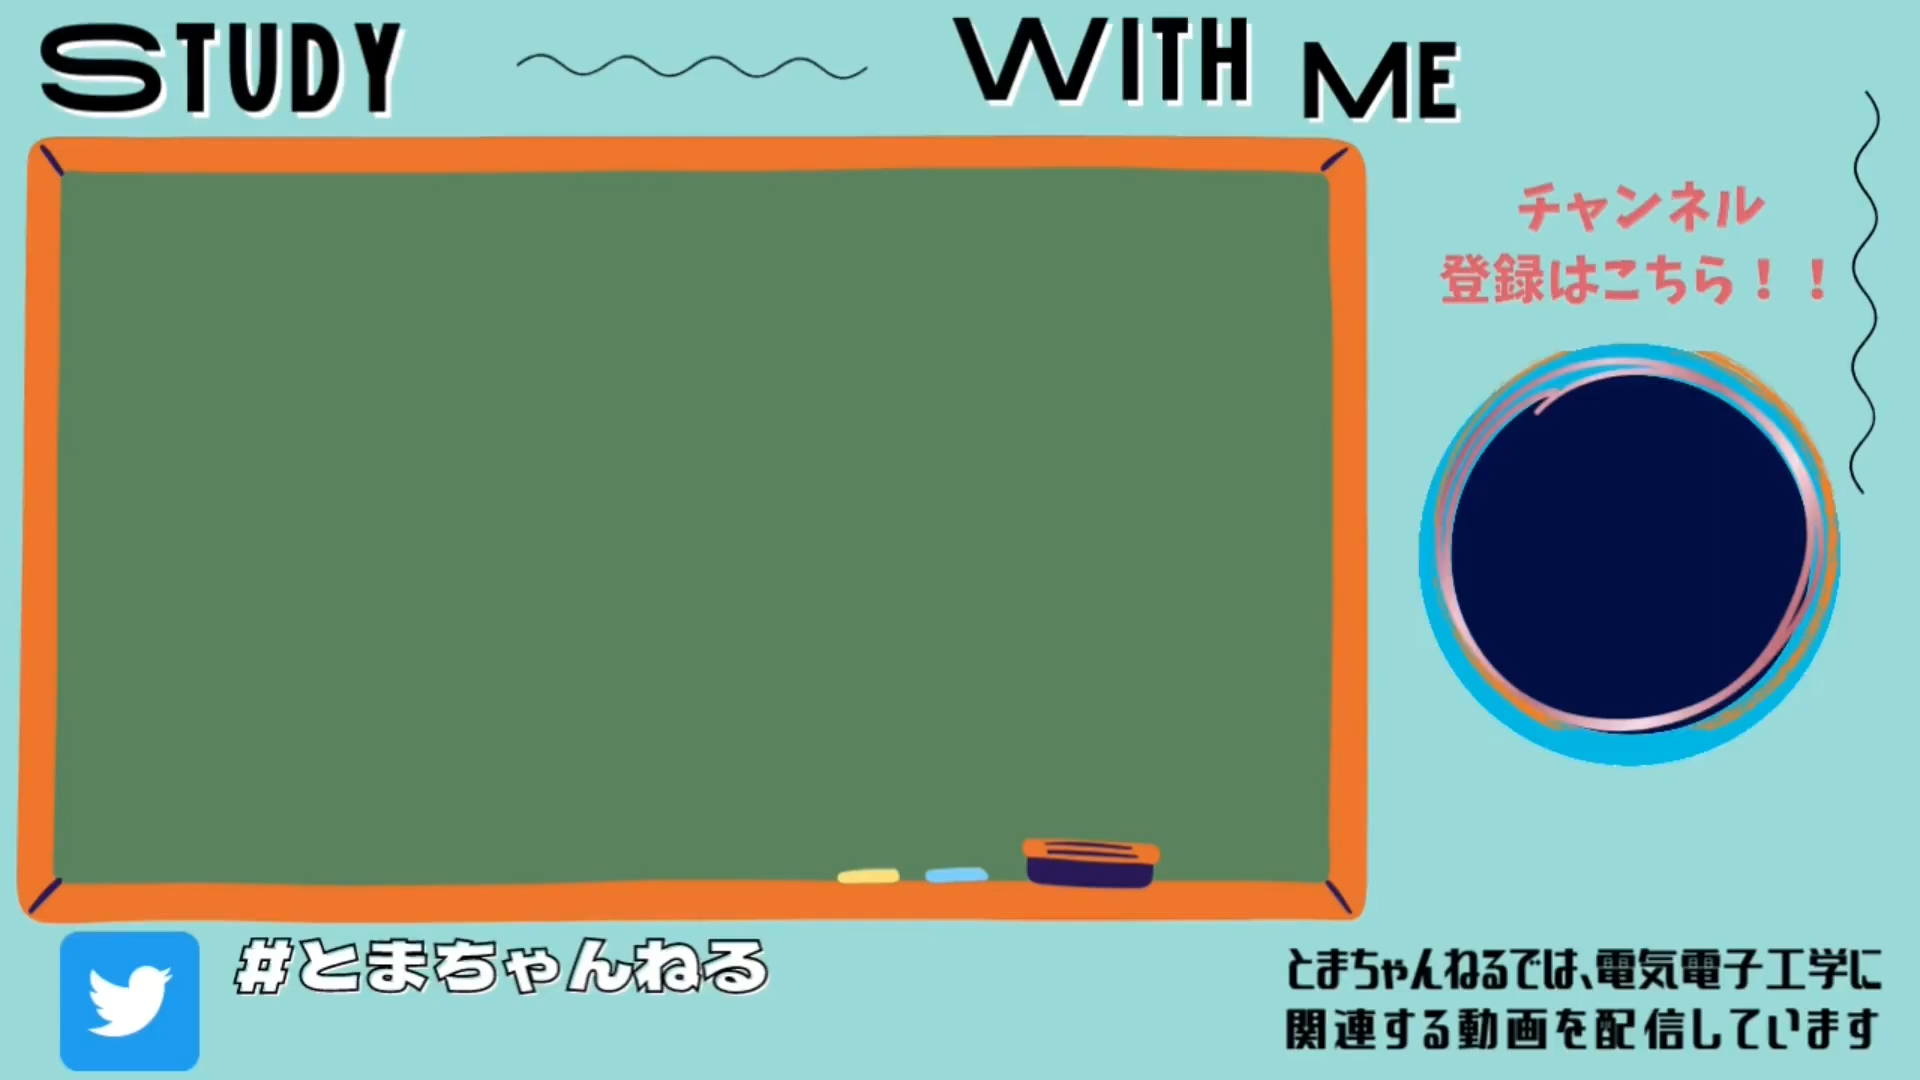 STUDY WITH ME
チャンネル
登録はこちら！！
#とまちゃんねる
とまちゃんねるでは、電気電子工学に
関連する動画を配信しています